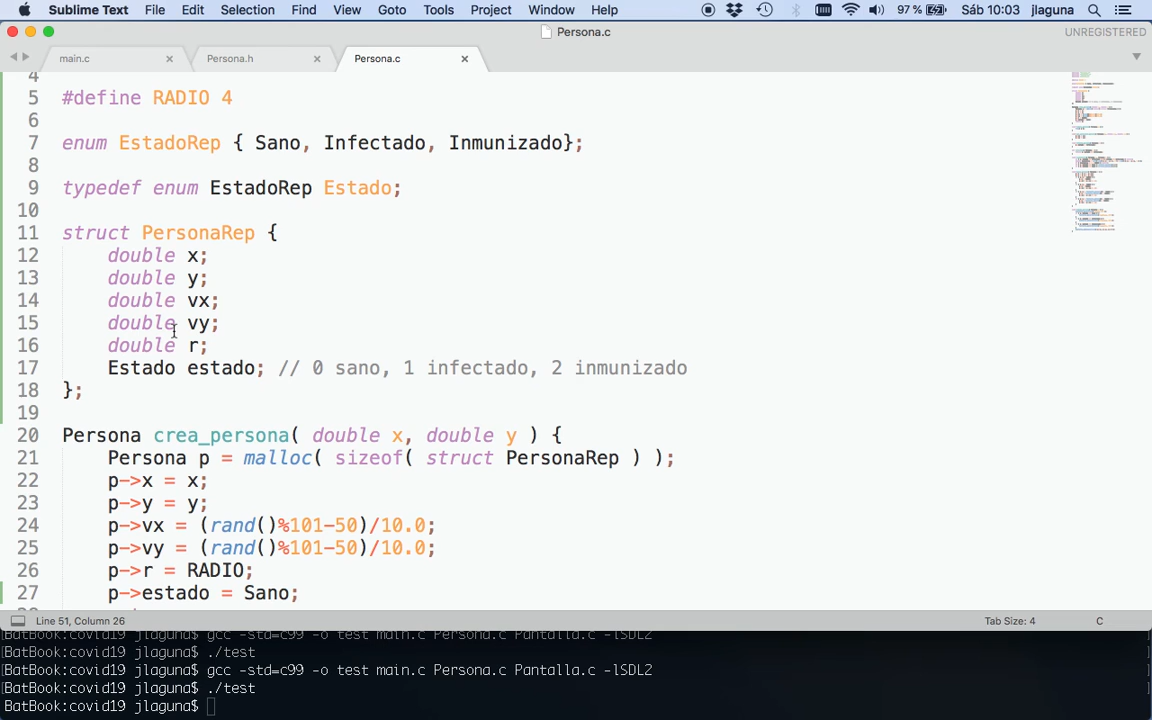 Sublime Text File Edit Selection Find View Goto Tools Project Window Help 97 % Sáb 10:03 jlaguna
Persona.c UNREGISTERED
main.c × Persona.h × Persona.c ×
4
5 #define RADIO 4
6
7 enum EstadoRep { Sano, Infectado, Inmunizado};
8
9 typedef enum EstadoRep Estado;
10
11 struct PersonaRep {
12 double x;
13 double y;
14 double vx;
15 double vy;
16 double r;
17 Estado estado; // 0 sano, 1 infectado, 2 inmunizado
18 };
19
20 Persona crea_persona( double x, double y ) {
21 Persona p = malloc( sizeof( struct PersonaRep ) );
22 p->x = x;
23 p->y = y;
24 p->vx = (rand()%101-50)/10.0;
25 p->vy = (rand()%101-50)/10.0;
26 p->r = RADIO;
27 p->estado = Sano;
Line 51, Column 26 Tab Size: 4 C
[BatBook:covid19 jlaguna$ gcc -std=c99 -o test main.c Persona.c Pantalla.c -lSDL2 ]
[BatBook:covid19 jlaguna$ ./test ]
[BatBook:covid19 jlaguna$ gcc -std=c99 -o test main.c Persona.c Pantalla.c -lSDL2 ]
[BatBook:covid19 jlaguna$ ./test ]
BatBook:covid19 jlaguna$